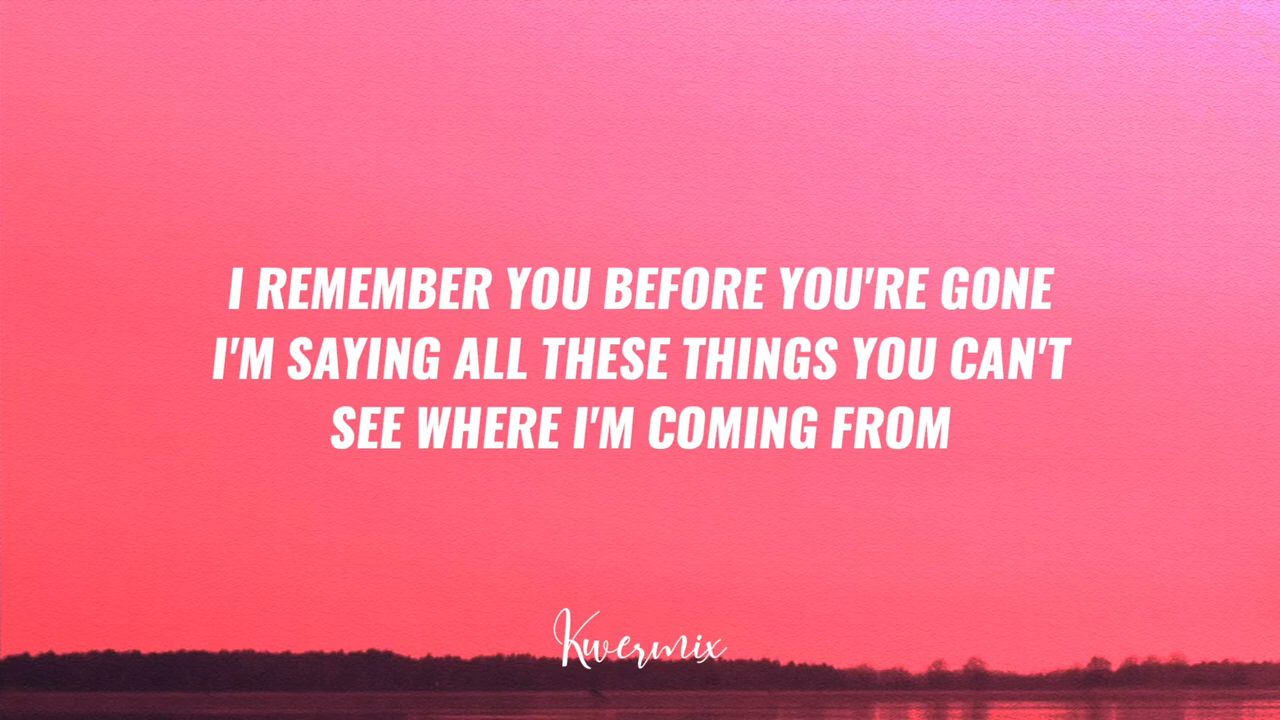 I REMEMBER YOU BEFORE YOU'RE GONE
I'M SAYING ALL THESE THINGS YOU CAN'T
SEE WHERE I'M COMING FROM
Kwermix